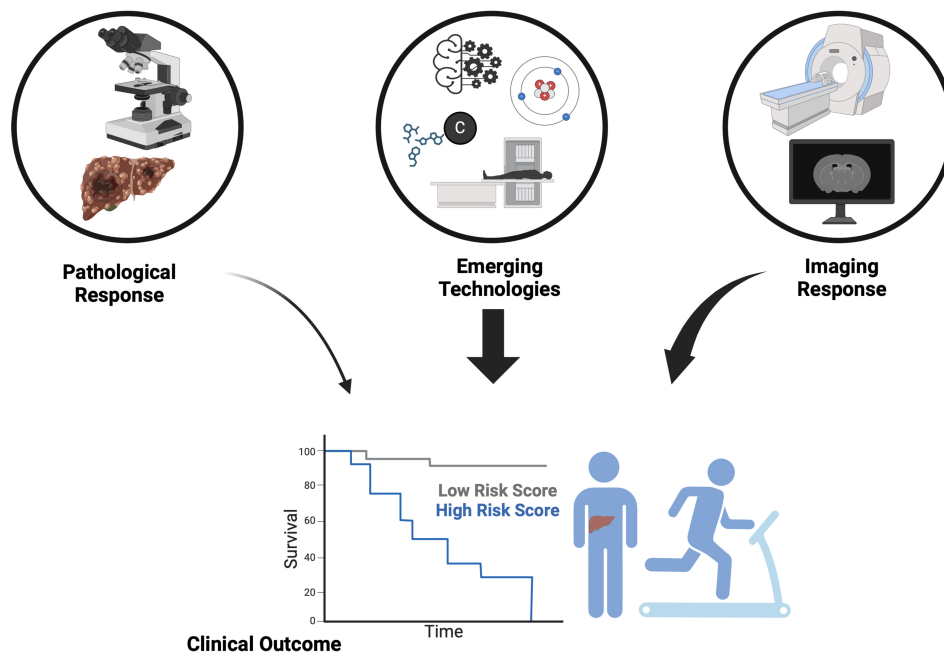 C
Pathological
Response
Emerging
Technologies
Imaging
Response
100
80
60
40
20
0
Survival
Low Risk Score
High Risk Score
Time
Clinical Outcome